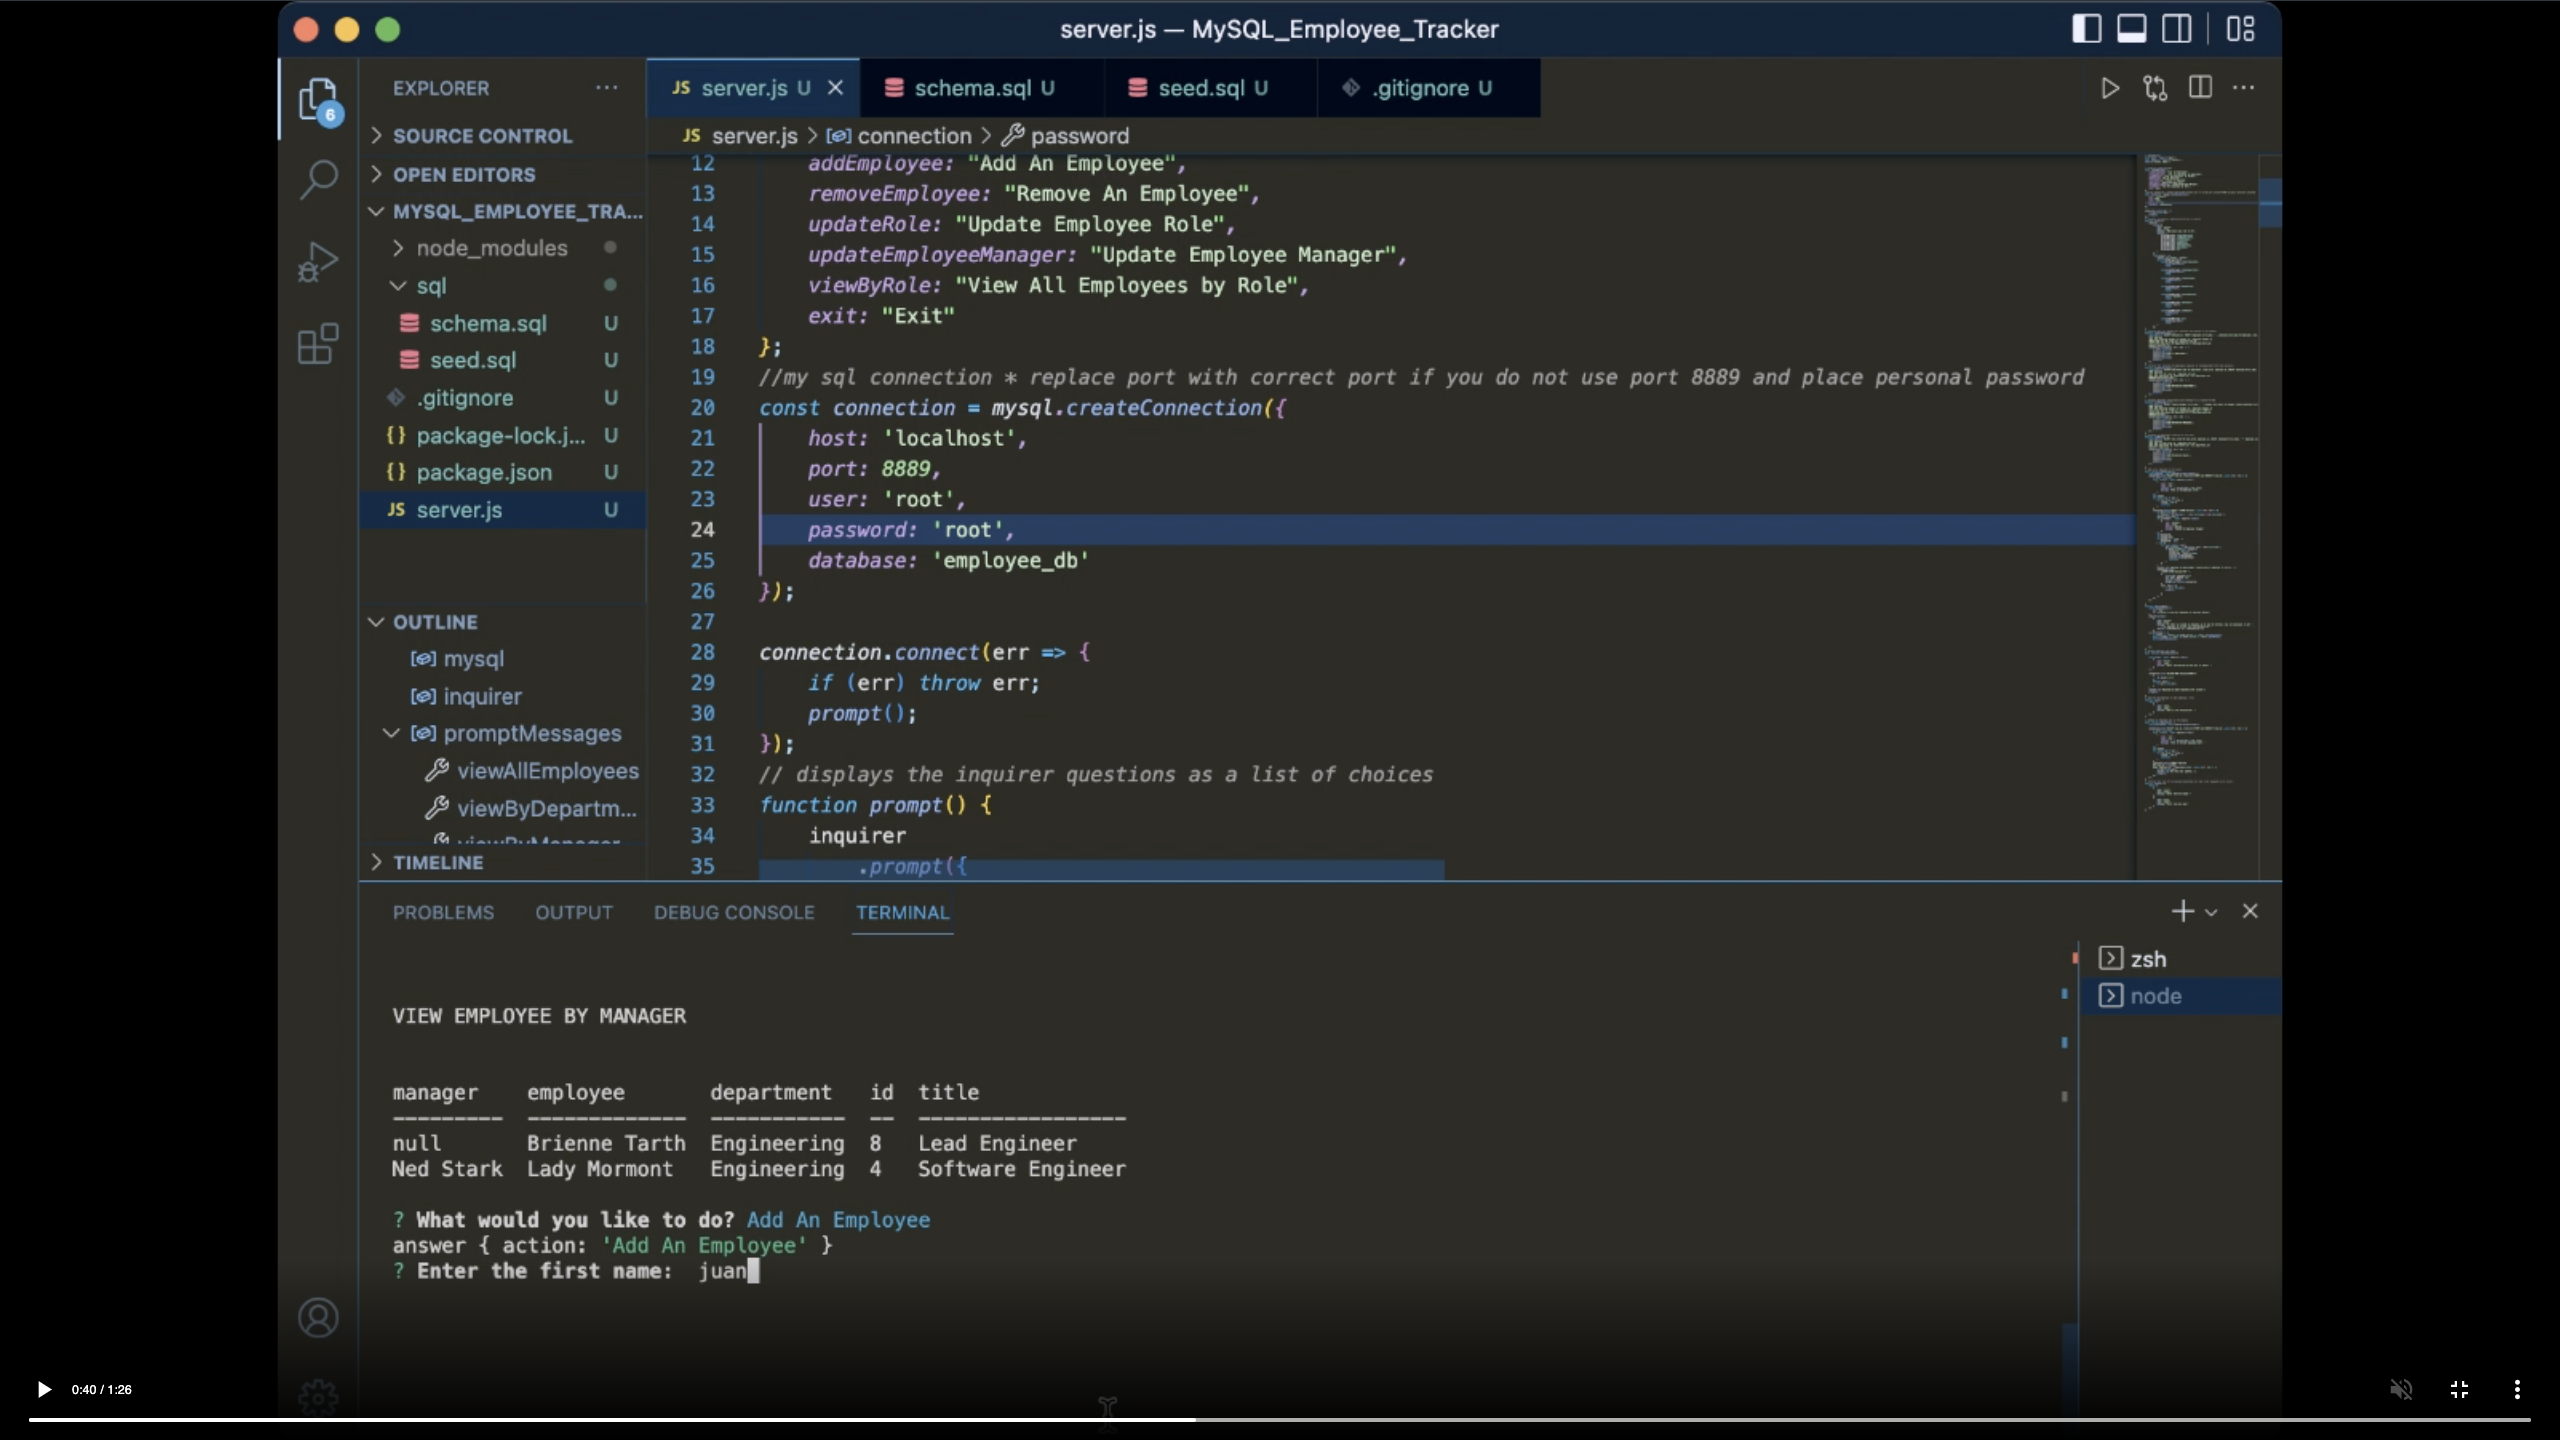 server.js — MySQL_Employee_Tracker
EXPLORER
6
SOURCE CONTROL
OPEN EDITORS
MYSQL_EMPLOYEE_TRA...
node_modules
sql
schema.sql U
seed.sql U
.gitignore U
{} package-lock.j... U
{} package.json U
JS server.js U
OUTLINE
mysql
inquirer
promptMessages
viewAllEmployees
viewByDepartm...
viewByManager
TIMELINE
JS server.js U
schema.sql U
seed.sql U
.gitignore U
JS server.js > connection > password
12 addEmployee: "Add An Employee",
13 removeEmployee: "Remove An Employee",
14 updateRole: "Update Employee Role",
15 updateEmployeeManager: "Update Employee Manager",
16 viewByRole: "View All Employees by Role",
17 exit: "Exit"
18 };
19 //my sql connection * replace port with correct port if you do not use port 8889 and place personal password
20 const connection = mysql.createConnection({
21 host: 'localhost',
22 port: 8889,
23 user: 'root',
24 password: 'root',
25 database: 'employee_db'
26 });
27
28 connection.connect(err => {
29 if (err) throw err;
30 prompt();
31 });
32 // displays the inquirer questions as a list of choices
33 function prompt() {
34 inquirer
35 .prompt({
PROBLEMS OUTPUT DEBUG CONSOLE TERMINAL
zsh
node
VIEW EMPLOYEE BY MANAGER
manager employee department id title
--------- ------------- ----------- -- -----------------
null Brienne Tarth Engineering 8 Lead Engineer
Ned Stark Lady Mormont Engineering 4 Software Engineer
? What would you like to do? Add An Employee
answer { action: 'Add An Employee' }
? Enter the first name: juan
0:40 / 1:26